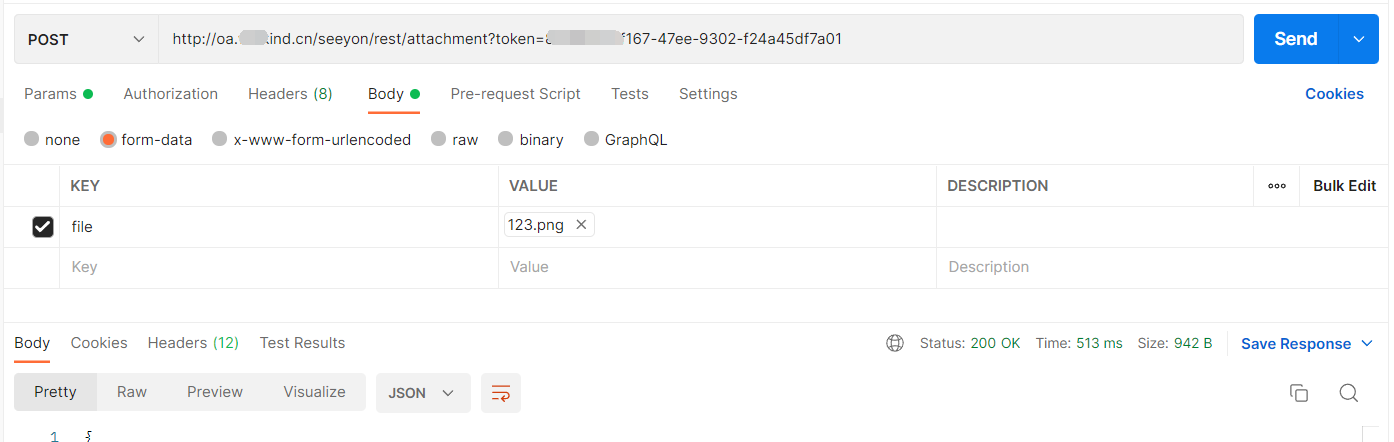 POST http://oa. ind.cn/seeyon/rest/attachment?token= f167-47ee-9302-f24a45df7a01 Send
Params Authorization Headers (8) Body Pre-request Script Tests Settings Cookies
none form-data x-www-form-urlencoded raw binary GraphQL
KEY VALUE DESCRIPTION ooo Bulk Edit
file 123.png ×
Key Value Description
Body Cookies Headers (12) Test Results Status: 200 OK Time: 513 ms Size: 942 B Save Response
Pretty Raw Preview Visualize JSON
1 {